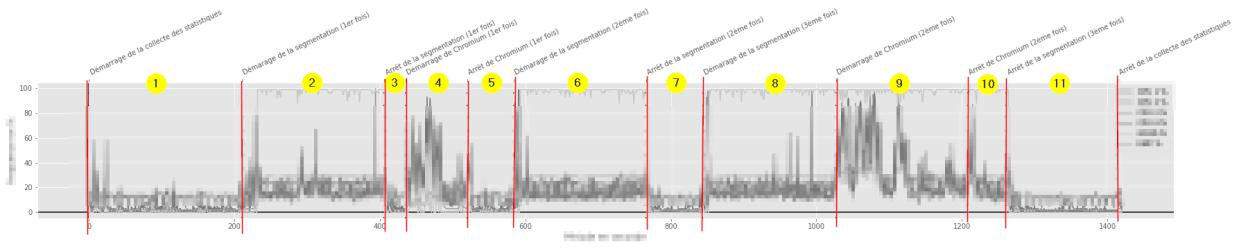 Démarrage de la collecte des statistiques
Démarage de la segmentation (1er fois)
Arrêt de la segmentation (1er fois)
Démarrage de Chromium (1er fois)
Arrêt de Chromium (1er fois)
Démarage de la segmentation (2ème fois)
Arrêt de la segmentation (2ème fois)
Démarage de la segmentation (3ème fois)
Démarrage de Chromium (2ème fois)
Arrêt de Chromium (2ème fois)
Arrêt de la segmentation (3ème fois)
Arrêt de la collecte des statistiques
1 2 3 4 5 6 7 8 9 10 11
100
80
60
40
20
0
0 200 400 600 800 1000 1200 1400